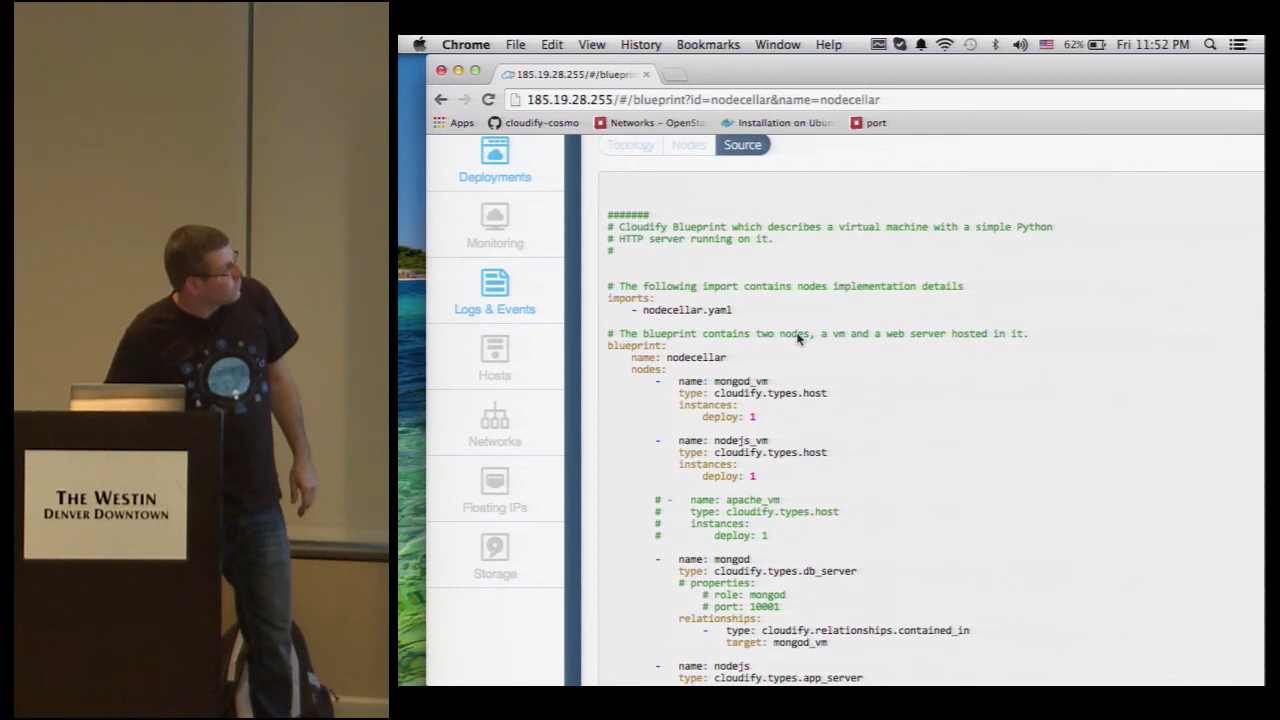 THE WESTIN
DENVER DOWNTOWN
Chrome File Edit View History Bookmarks Window Help 62% Fri 11:52 PM
185.19.28.255/#/bluepri
185.19.28.255/#/blueprint?id=nodecellar&name=nodecellar
Apps cloudify-cosmo Networks - OpenSta Installation on Ubun port
Topology Nodes Source
Deployments
Monitoring
Logs & Events
Hosts
Networks
Floating IPs
Storage
#######
# Cloudify Blueprint which describes a virtual machine with a simple Python
# HTTP server running on it.
#
# The following import contains nodes implementation details
imports:
- nodecellar.yaml
# The blueprint contains two nodes, a vm and a web server hosted in it.
blueprint:
name: nodecellar
nodes:
- name: mongod_vm
type: cloudify.types.host
instances:
deploy: 1
- name: nodejs_vm
type: cloudify.types.host
instances:
deploy: 1
# - name: apache_vm
# type: cloudify.types.host
# instances:
# deploy: 1
- name: mongod
type: cloudify.types.db_server
# properties:
# role: mongod
# port: 10001
relationships:
- type: cloudify.relationships.contained_in
target: mongod_vm
- name: nodejs
type: cloudify.types.app_server